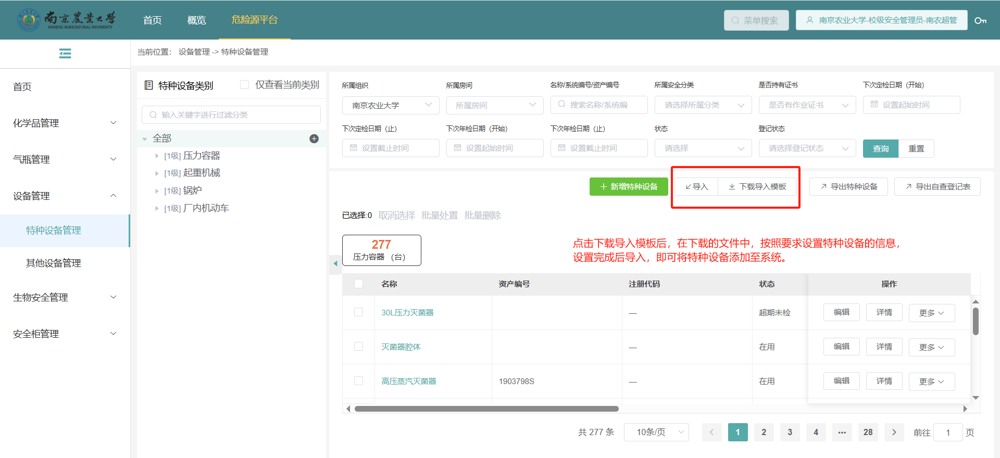 南京農業大學
NANJING AGRICULTURAL UNIVERSITY
首页
概览
危险源平台
菜单搜索
南京农业大学-校级安全管理员-南农超管
当前位置： 设备管理 -> 特种设备管理
首页
化学品管理
气瓶管理
设备管理
特种设备管理
其他设备管理
生物安全管理
安全柜管理
特种设备类别
仅查看当前类别
输入关键字进行过滤分类
全部
[1级] 压力容器
[1级] 起重机械
[1级] 锅炉
[1级] 厂内机动车
所属组织
南京农业大学
所属房间
所属房间
名称/系统编号/资产编号
搜索名称/系统编
所属安全分类
请选择所属分类
是否持有证书
是否有作业证书
下次定检日期（开始）
设置起始时间
下次定检日期（止）
设置截止时间
下次年检日期（开始）
设置起始时间
下次年检日期（止）
设置截止时间
状态
请选择
登记状态
请选择登记状态
查询
重置
新增特种设备
导入
下载导入模板
导出特种设备
导出自查登记表
已选择:0 取消选择 批量处置 批量删除
277
压力容器 （台）
点击下载导入模板后，在下载的文件中，按照要求设置特种设备的信息，
设置完成后导入，即可将特种设备添加至系统。
名称 资产编号 注册代码 状态 操作
30L压力灭菌器 — 超期未检 编辑 详情 更多
灭菌器腔体 — 在用 编辑 详情 更多
高压蒸汽灭菌器 1903798S — 在用 编辑 详情 更多
共 277 条 10条/页 1 2 3 4 ••• 28 前往 1 页